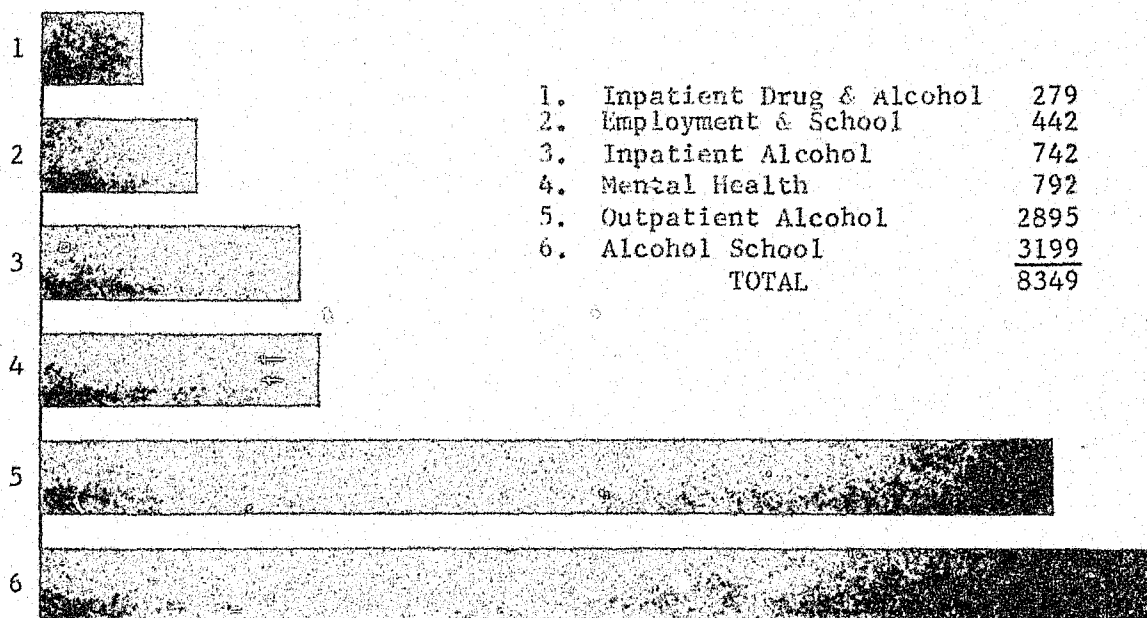 1
2
3
4
5
6
1. Inpatient Drug & Alcohol 279
2. Employment & School 442
3. Inpatient Alcohol 742
4. Mental Health 792
5. Outpatient Alcohol 2895
6. Alcohol School 3199
TOTAL 8349